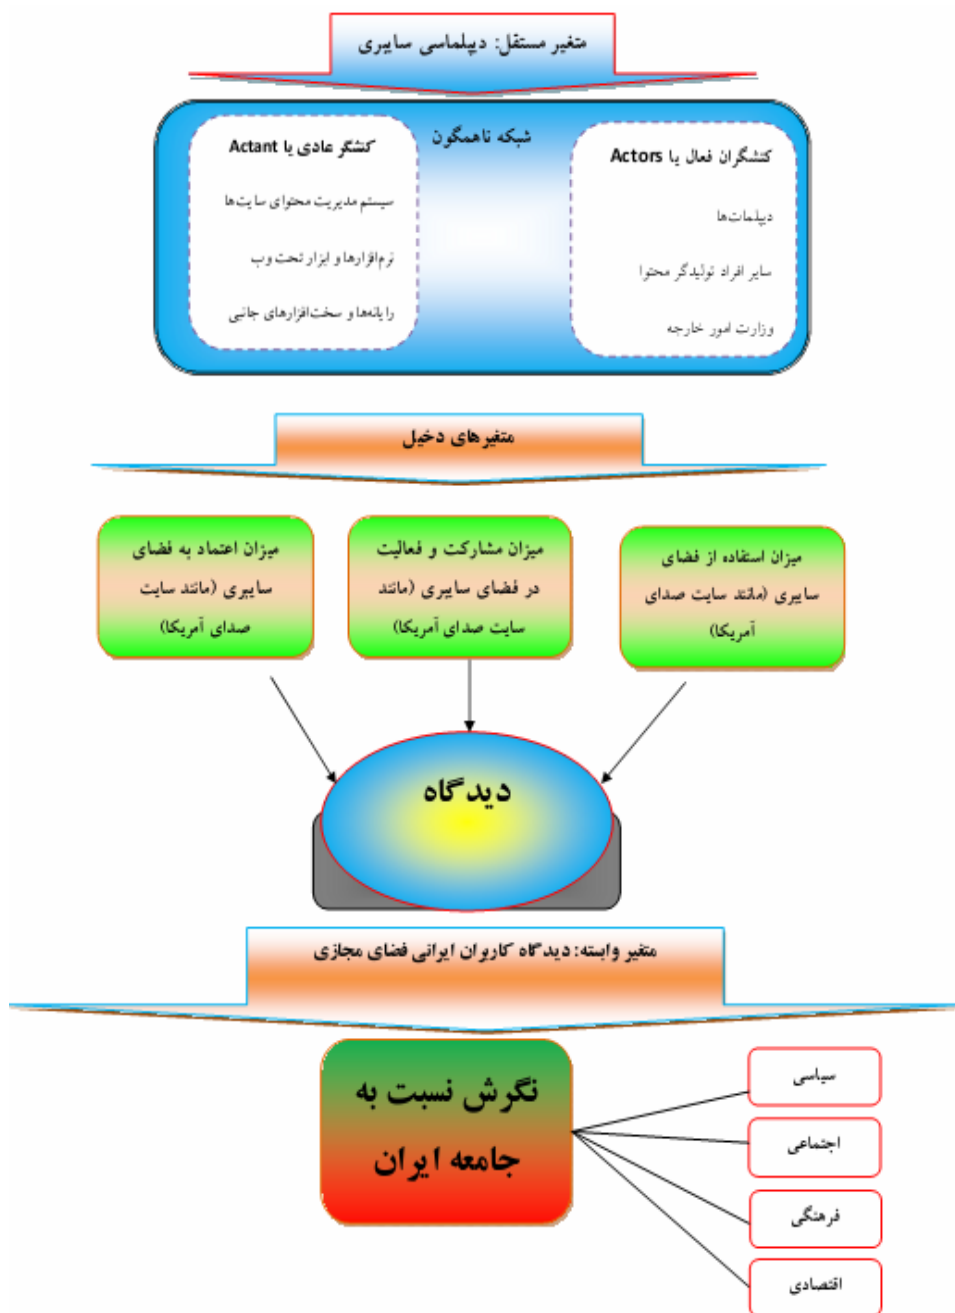 متغیر مستقل: دیپلماسی سایبری
شبکه ناهمگون
کنشگران فعال یا Actors
دیپلمات‌ها
سایر افراد تولیدگر محتوا
وزارت امور خارجه
کنشگر عادی یا Actant
سیستم مدیریت محتوای سایت‌ها
نرم‌افزارها و ابزار تحت وب
رایانه‌ها و سخت‌افزارهای جانبی
متغیرهای دخیل
میزان استفاده از فضای
سایبری (مانند سایت صدای
آمریکا)
میزان مشارکت و فعالیت
در فضای سایبری (مانند
سایت صدای آمریکا)
میزان اعتماد به فضای
سایبری (مانند سایت
صدای آمریکا)
دیدگاه
متغیر وابسته: دیدگاه کاربران ایرانی فضای مجازی
نگرش نسبت به
جامعه ایران
سیاسی
اجتماعی
فرهنگی
اقتصادی